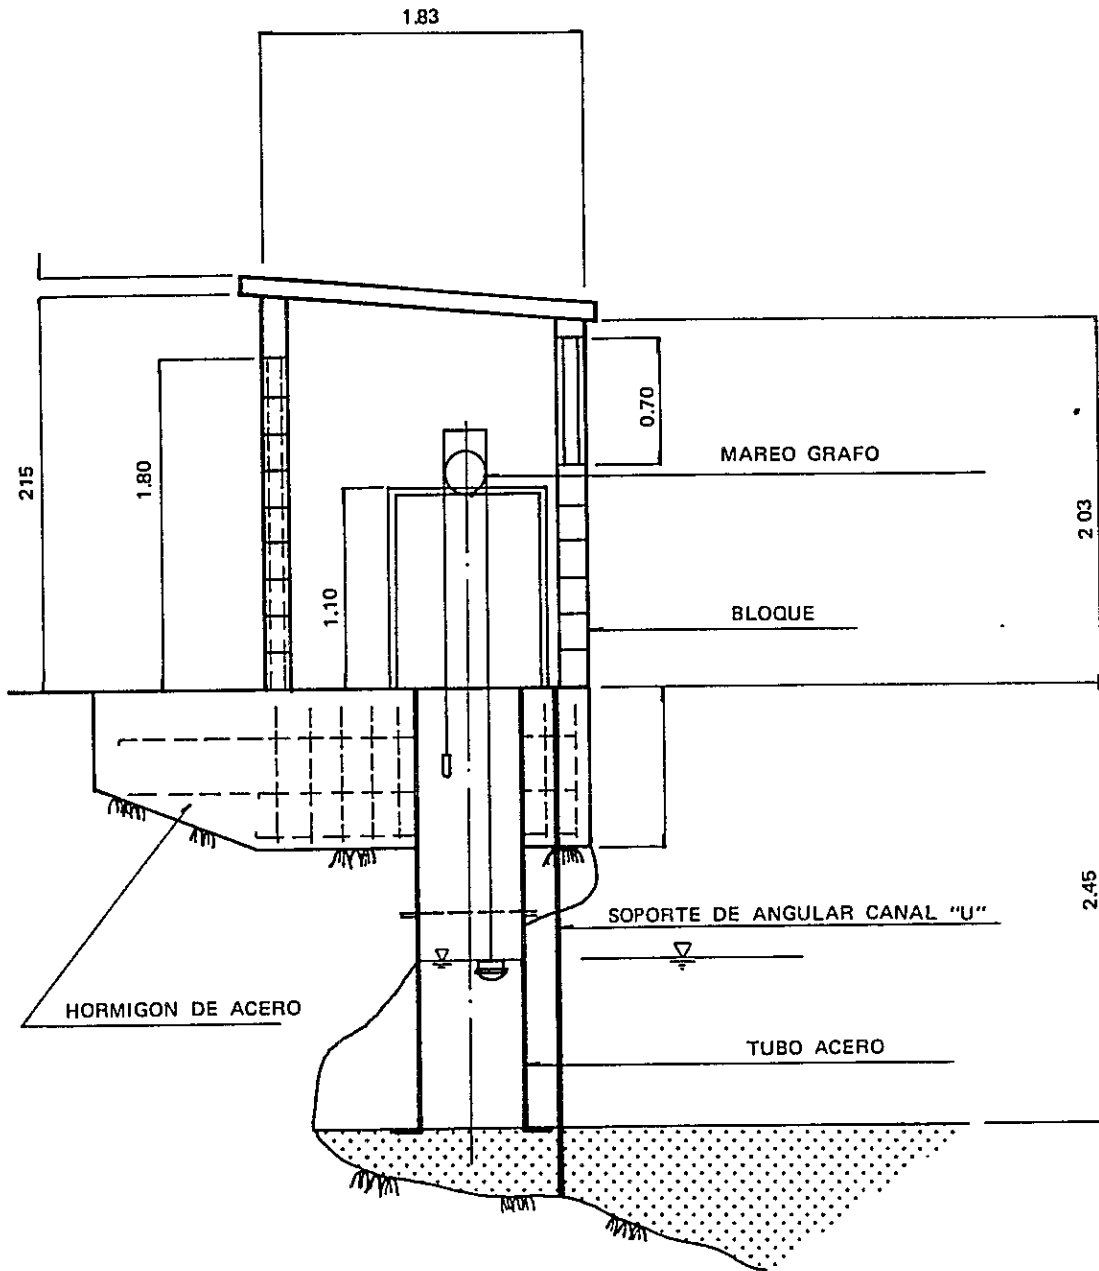 1.83
215
1.80
1.10
0.70
MAREO GRAFO
2 03
BLOQUE
2.45
SOPORTE DE ANGULAR CANAL "U"
HORMIGON DE ACERO
TUBO ACERO